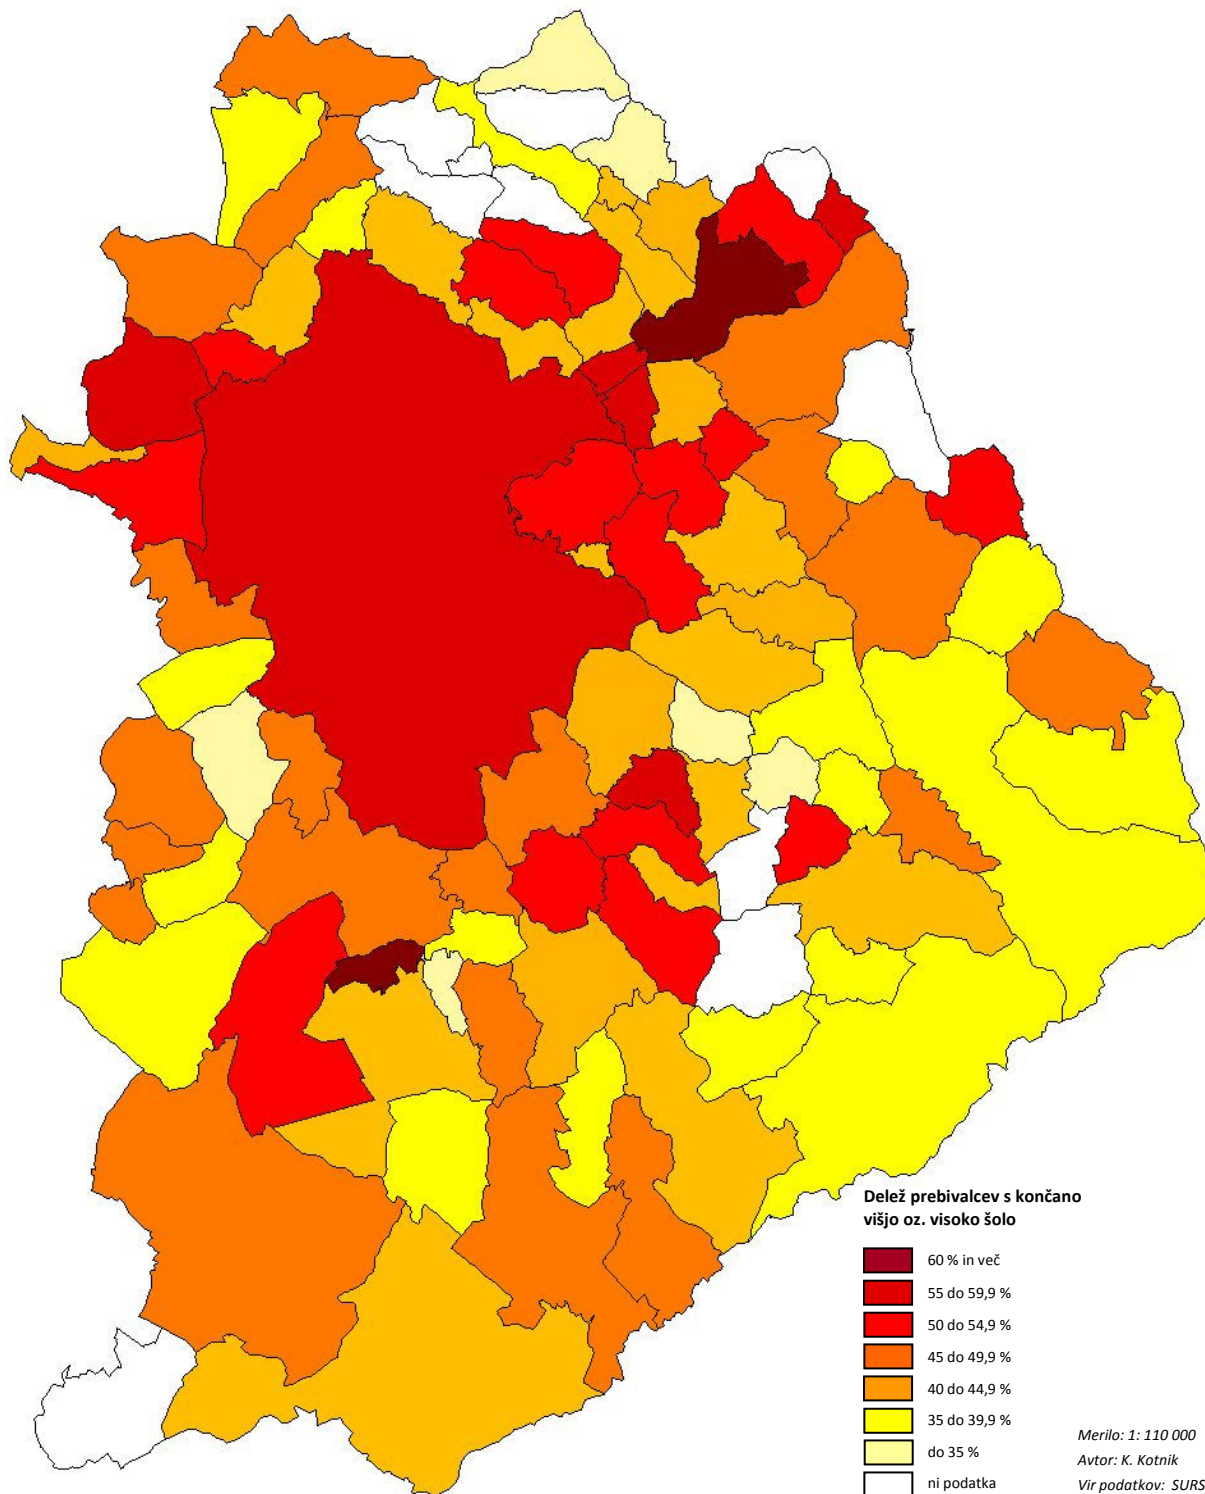 Delež prebivalcev s končano
višjo oz. visoko šolo
60 % in več
55 do 59,9 %
50 do 54,9 %
45 do 49,9 %
40 do 44,9 %
35 do 39,9 %
do 35 %
ni podatka
Merilo: 1: 110 000
Avtor: K. Kotnik
Vir podatkov: SURS